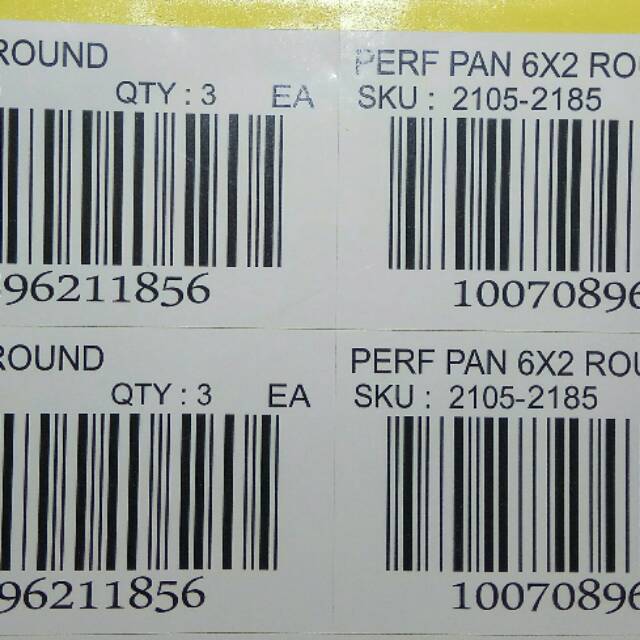 ROUND
QTY : 3 EA
96211856
PERF PAN 6X2 ROU
SKU : 2105-2185
10070896
ROUND
QTY : 3 EA
96211856
PERF PAN 6X2 ROU
SKU : 2105-2185
10070896